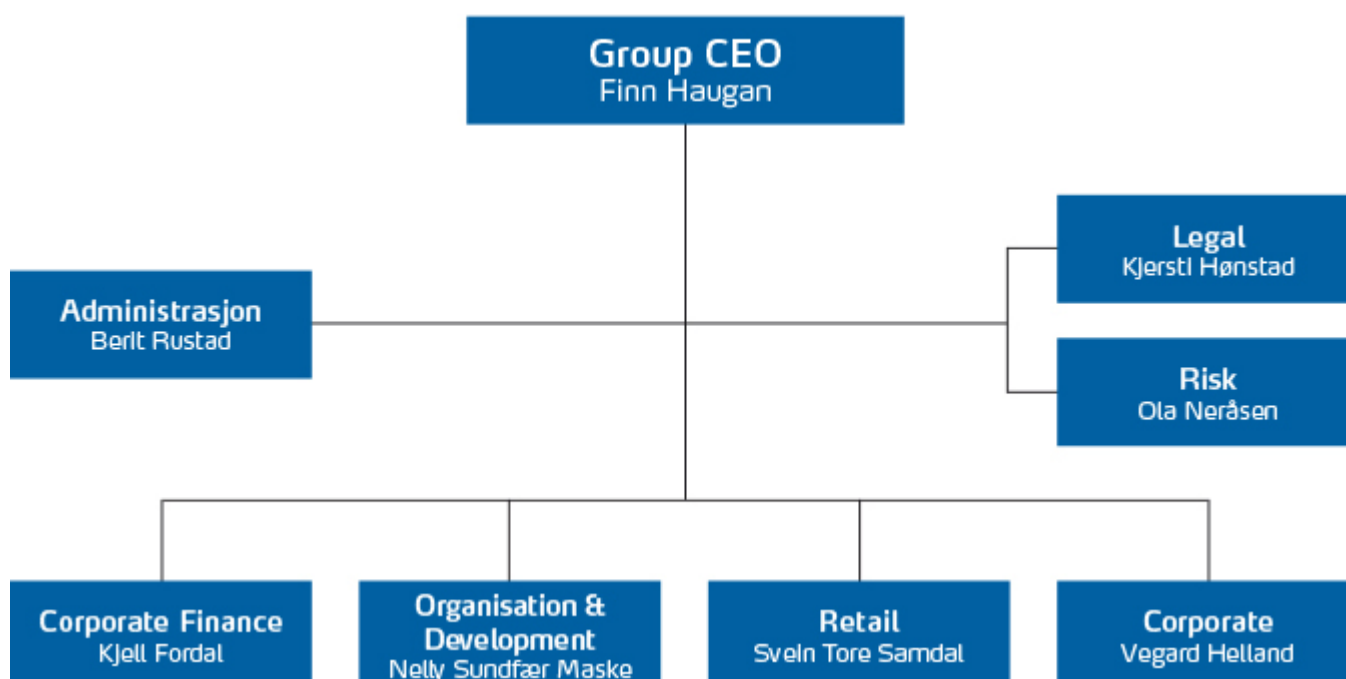 Group CEO
Finn Haugan
Legal
Kjersti Hønstad
Administrasjon
Berit Rustad
Risk
Ola Neråsen
Corporate Finance
Kjell Fordal
Organisation &
Development
Nelly Sundfær Maske
Retail
Svein Tore Samdal
Corporate
Vegard Helland